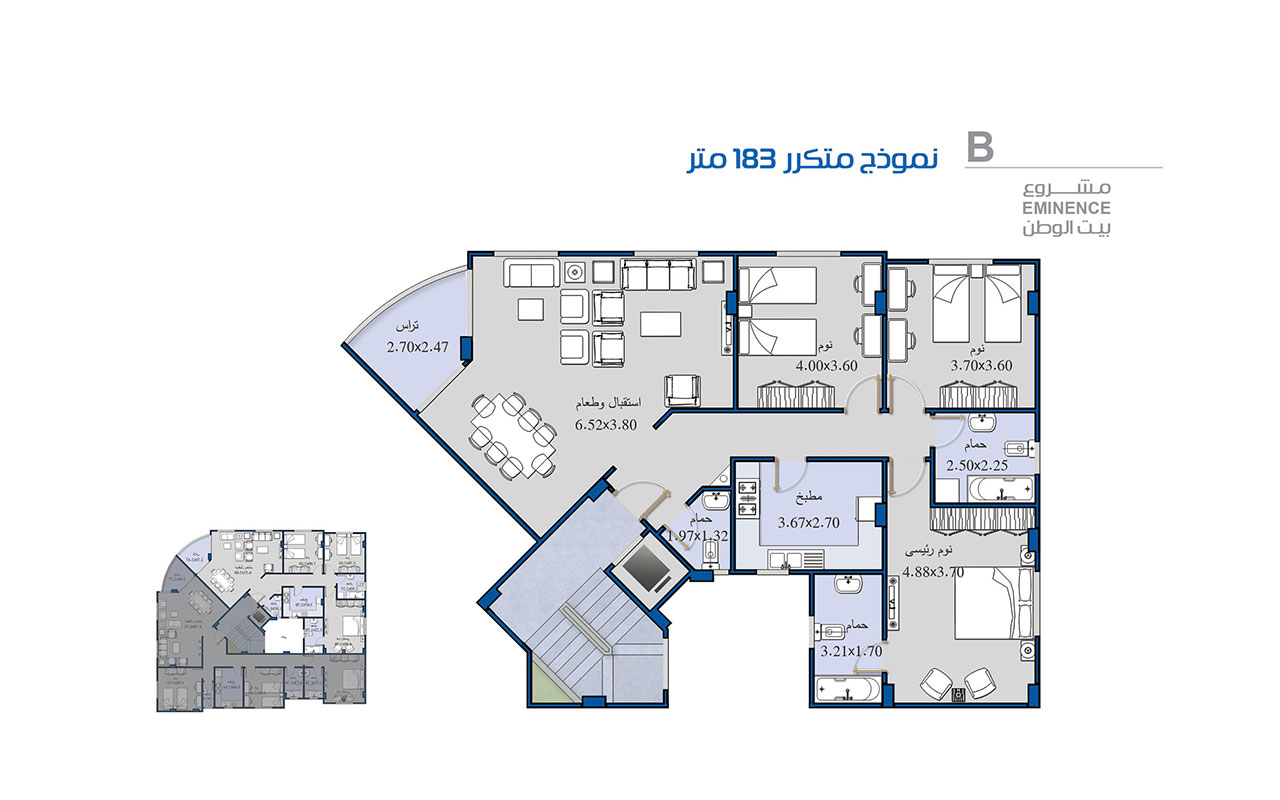 نموذج متكرر 183 متر
B
مشروع
EMINENCE
بيت الوطن
تراس
2.70x2.47
استقبال وطعام
6.52x3.80
نوم
4.00x3.60
نوم
3.70x3.60
حمام
2.50x2.25
مطبخ
3.67x2.70
حمام
1.97x1.32
نوم رئيسى
4.88x3.70
حمام
3.21x1.70